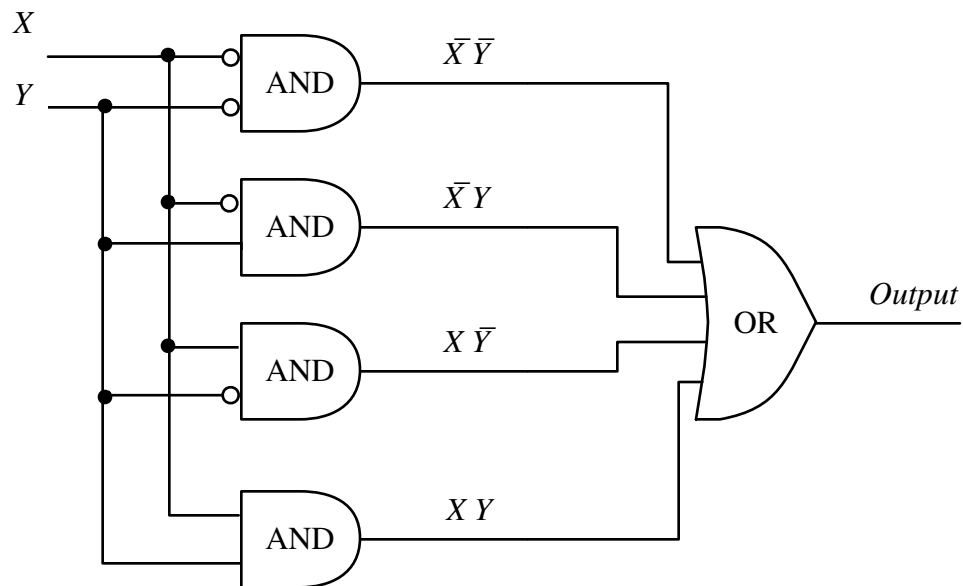 X
Y
AND
X̅ Y̅
AND
X̅ Y
AND
X Y̅
AND
X Y
OR
Output